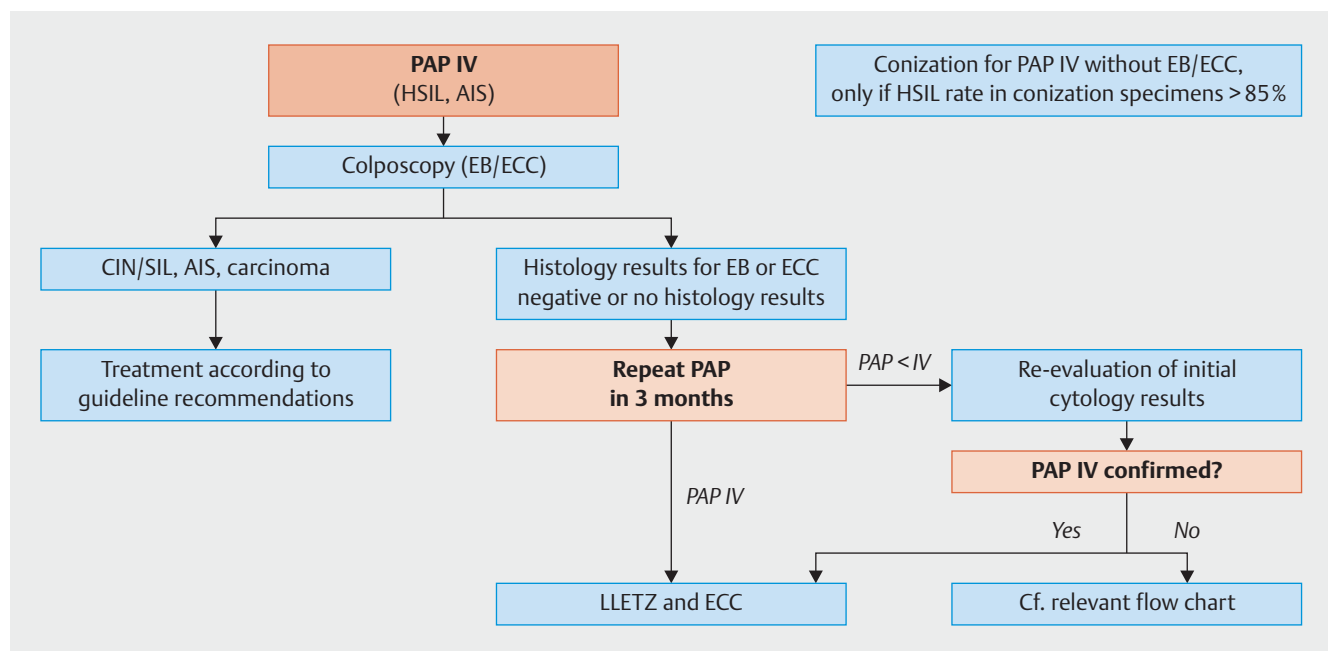 PAP IV
(HSIL, AIS)
Conization for PAP IV without EB/ECC,
only if HSIL rate in conization specimens > 85 %
Colposcopy (EB/ECC)
CIN/SIL, AIS, carcinoma
Histology results for EB or ECC
negative or no histology results
Treatment according to
guideline recommendations
Repeat PAP
in 3 months
PAP < IV
Re-evaluation of initial
cytology results
PAP IV confirmed?
PAP IV
Yes
No
LLETZ and ECC
Cf. relevant flow chart